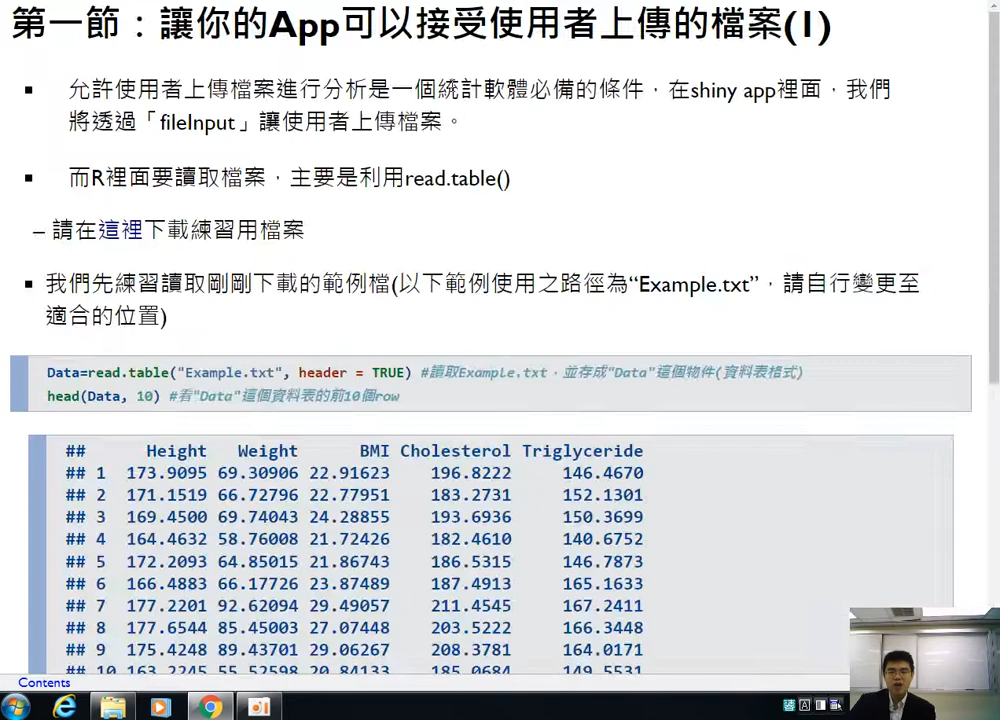 第一節：讓你的App可以接受使用者上傳的檔案(1)
▪ 允許使用者上傳檔案進行分析是一個統計軟體必備的條件，在shiny app裡面，我們
將透過「fileInput」讓使用者上傳檔案。
▪ 而R裡面要讀取檔案，主要是利用read.table()
– 請在這裡下載練習用檔案
▪ 我們先練習讀取剛剛下載的範例檔(以下範例使用之路徑為“Example.txt”，請自行變更至
適合的位置)
Data=read.table("Example.txt", header = TRUE) #讀取Example.txt，並存成"Data"這個物件(資料表格式)
head(Data, 10) #看"Data"這個資料表的前10個row
## Height Weight BMI Cholesterol Triglyceride
## 1 173.9095 69.30906 22.91623 196.8222 146.4670
## 2 171.1519 66.72796 22.77951 183.2731 152.1301
## 3 169.4500 69.74043 24.28855 193.6936 150.3699
## 4 164.4632 58.76008 21.72426 182.4610 140.6752
## 5 172.2093 64.85015 21.86743 186.5315 146.7873
## 6 166.4883 66.17726 23.87489 187.4913 165.1633
## 7 177.2201 92.62094 29.49057 211.4545 167.2411
## 8 177.6544 85.45003 27.07448 203.5222 166.3448
## 9 175.4248 89.43701 29.06267 208.3781 164.0171
## 10 163.2245 55.52598 20.84133 185.0684 149.5531
Contents